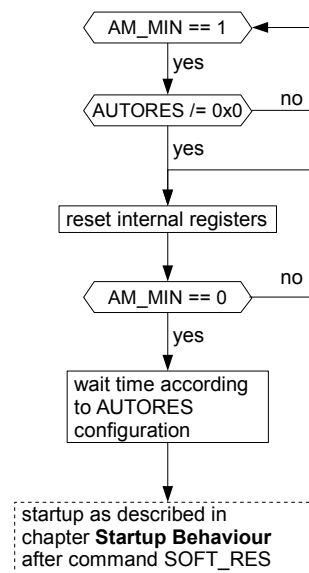 AM_MIN == 1
yes
AUTORES /= 0x0
no
yes
reset internal registers
AM_MIN == 0
no
yes
wait time according
to AUTORES
configuration
startup as described in
chapter Startup Behaviour
after command SOFT_RES